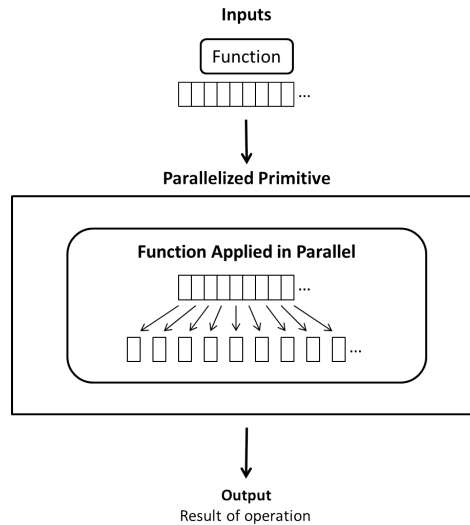 Inputs
Function
...
Parallelized Primitive
Function Applied in Parallel
...
...
Output
Result of operation